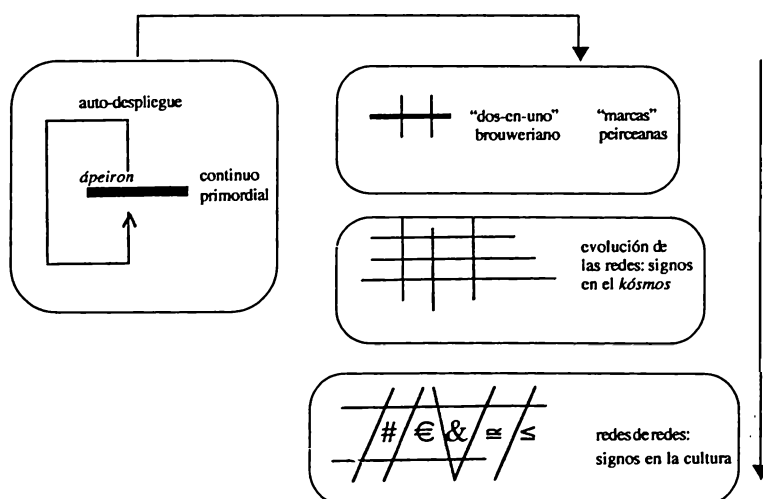 auto-despliegue
ápeiron
continuo
primordial
“dos-en-uno”
brouweriano
“marcas”
peirceanas
evolución de
las redes: signos
en el kósmos
# € & ≅ ≤
redes de redes:
signos en la cultura